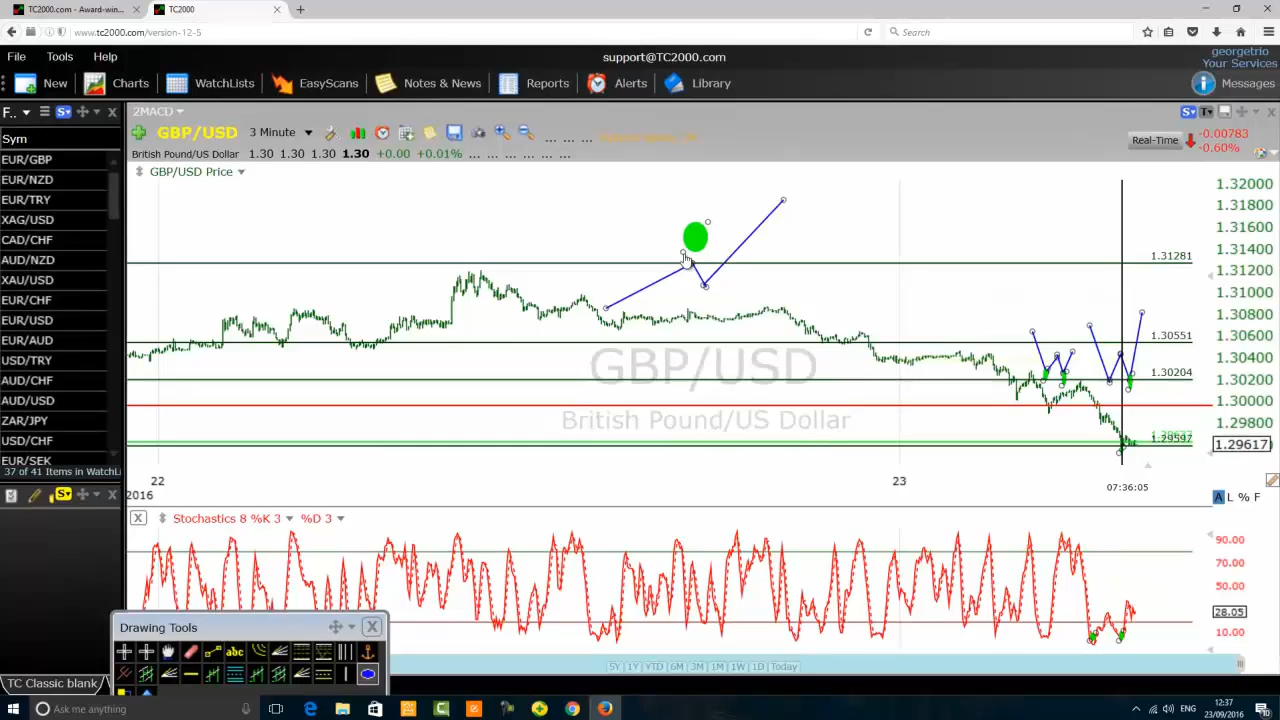 TC2000.com - Award-win...
TC2000
www.tc2000.com/version-12-5
Search
File Tools Help
support@TC2000.com
georgetrio
Your Services
New Charts WatchLists EasyScans Notes & News Reports Alerts Library
Messages
F..
2MACD
Sym
GBP/USD 3 Minute
Real-Time
-0.00783
-0.60%
British Pound/US Dollar 1.30 1.30 1.30 1.30 +0.00 +0.01% ... ... ... ... ...
GBP/USD Price
EUR/GBP
EUR/NZD
EUR/TRY
XAG/USD
CAD/CHF
AUD/NZD
XAU/USD
EUR/CHF
EUR/USD
EUR/AUD
USD/TRY
AUD/CHF
AUD/USD
ZAR/JPY
USD/CHF
EUR/SEK
37 of 41 Items in WatchLi
1.32000
1.31800
1.31600
1.31400
1.31281
1.31200
1.31000
1.30800
1.30551
1.30600
1.30400
1.30204
1.30200
1.30000
1.29800
1.29597
1.29617
GBP/USD
British Pound/US Dollar
22
23
2016
07:36:05
A L % F
Stochastics 8 %K 3 %D 3
90.00
70.00
50.00
28.05
10.00
Drawing Tools
abc
5Y 1Y YTD 6M 3M 1M 1W 1D Today
TC Classic blank
Ask me anything
ENG
12:37
23/09/2016